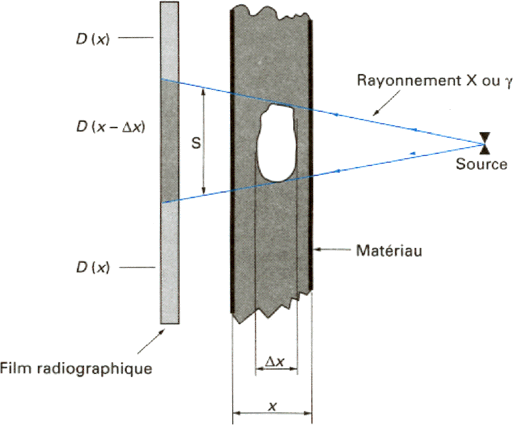 D (x)
Rayonnement X ou γ
D (x – Δx)
S
Source
Matériau
D (x)
Film radiographique
Δx
x